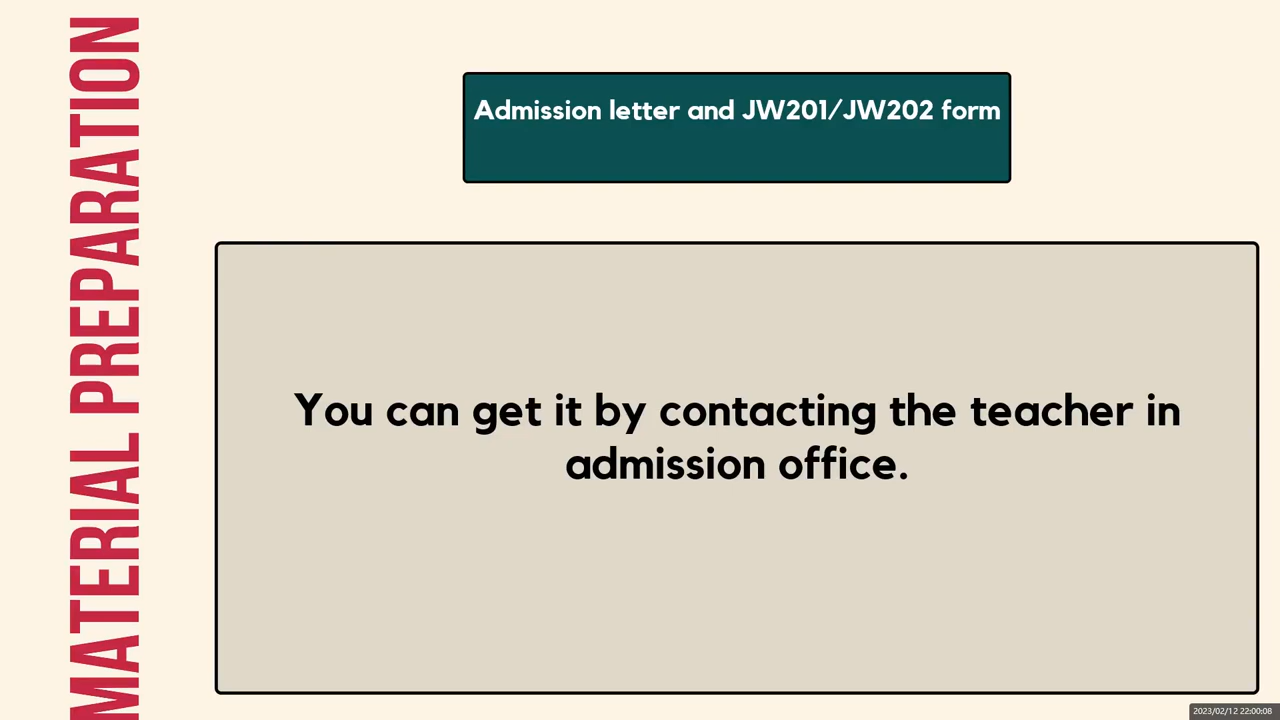 MATERIAL PREPARATION
Admission letter and JW201/JW202 form
You can get it by contacting the teacher in
admission office.
2023/02/12 22:00:08